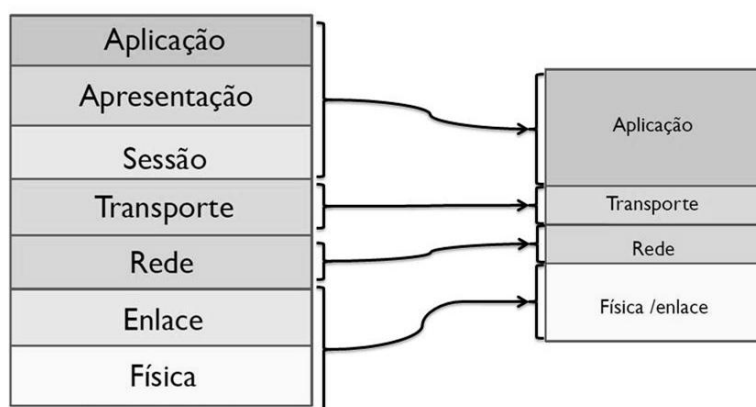 Aplicação
Apresentação
Sessão
Transporte
Rede
Enlace
Física
Aplicação
Transporte
Rede
Física /enlace